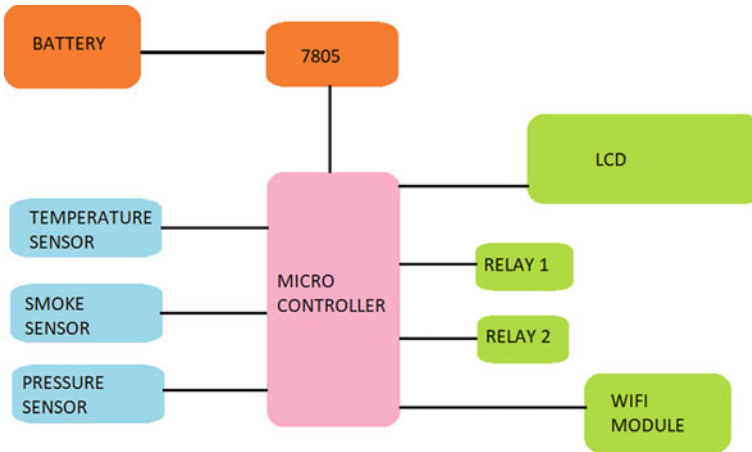 BATTERY
7805
LCD
TEMPERATURE
SENSOR
RELAY 1
MICRO
CONTROLLER
SMOKE
SENSOR
RELAY 2
PRESSURE
SENSOR
WIFI
MODULE